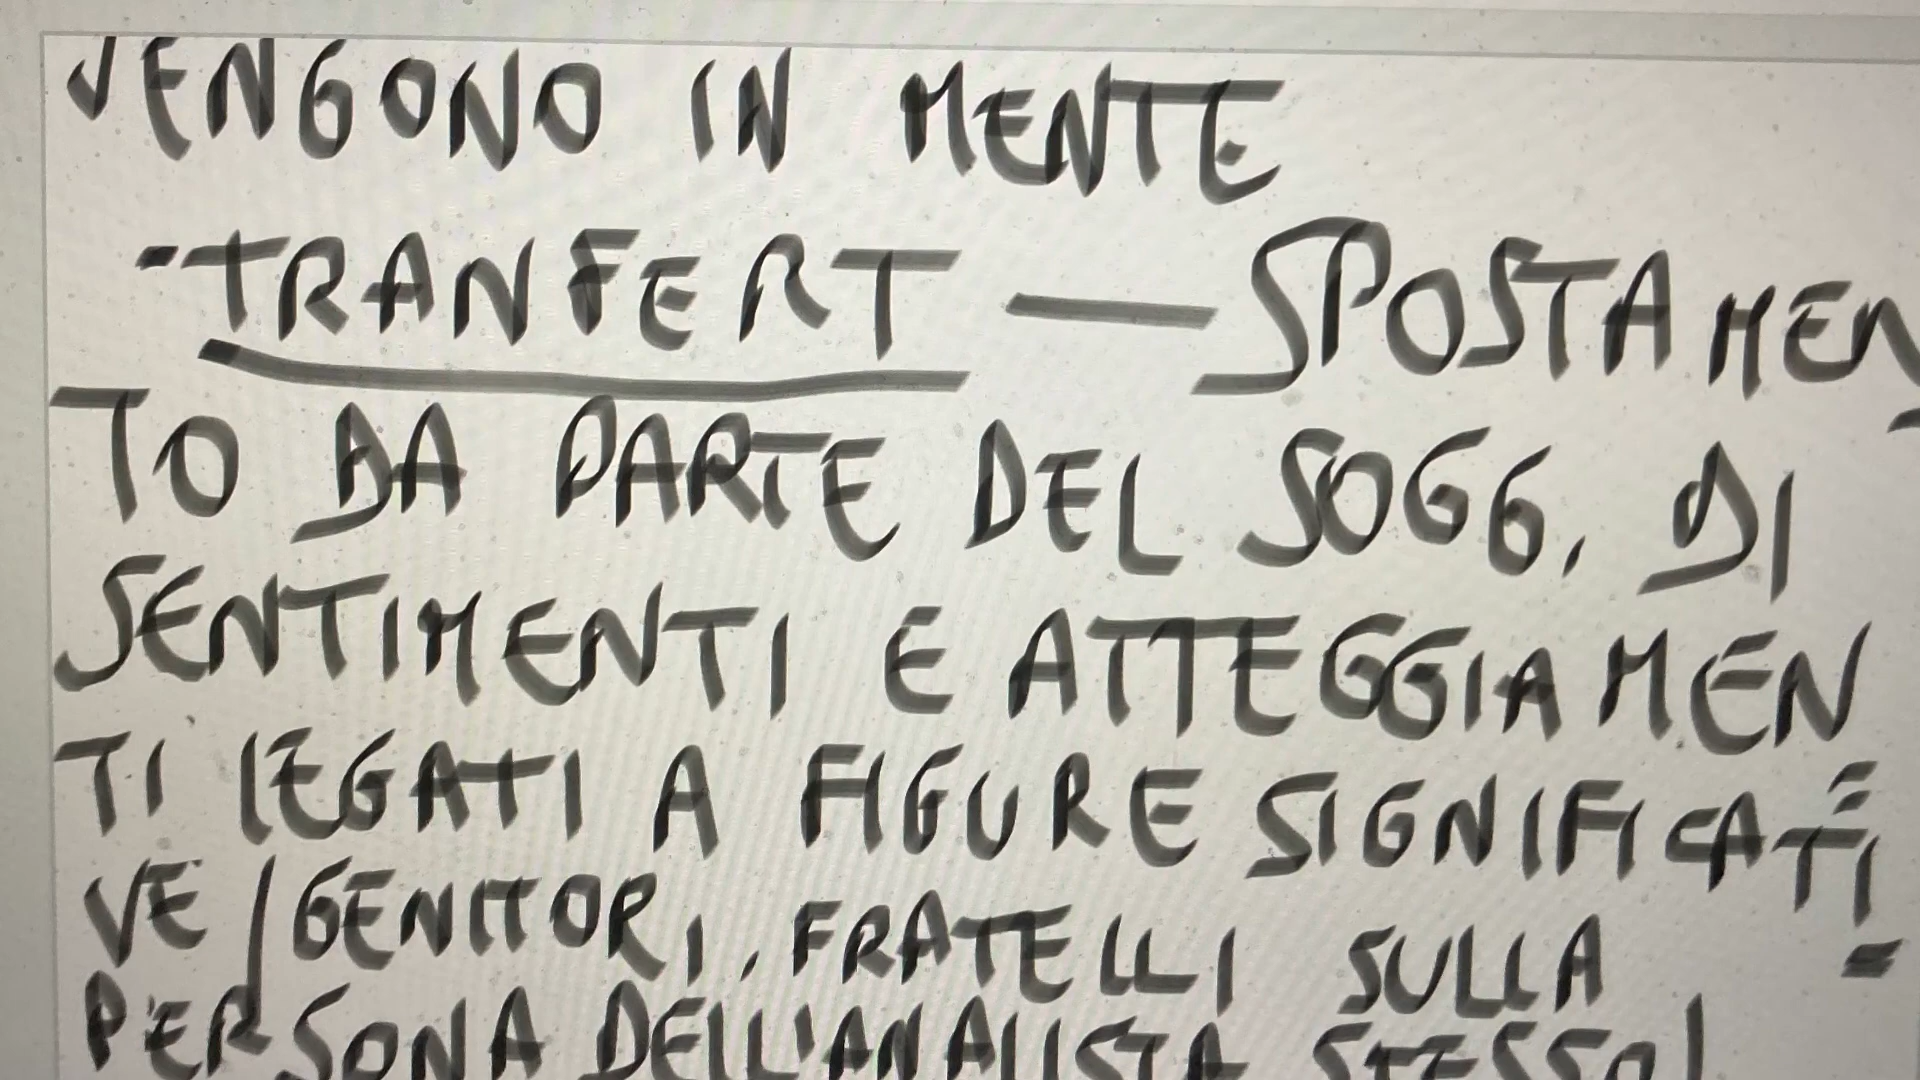 VENGONO IN MENTE
-TRANFERT — SPOSTAMEN
TO DA PARTE DEL SOGG. DI
SENTIMENTI E ATTEGGIAMEN
TI LEGATI A FIGURE SIGNIFICATI
VE / GENITORI, FRATELLI SULLA =
PERSONA DELL'ANALISTA STESSO/